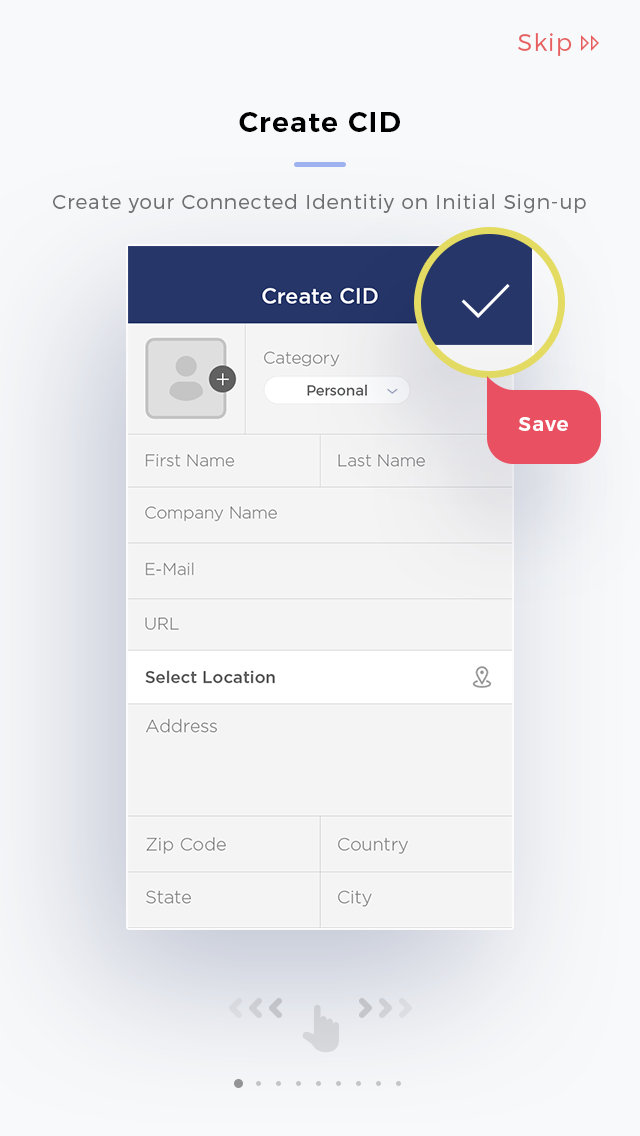 Skip
Create CID
Create your Connected Identitiy on Initial Sign-up
Create CID
Category
Personal
Save
First Name
Last Name
Company Name
E-Mail
URL
Select Location
Address
Zip Code
Country
State
City